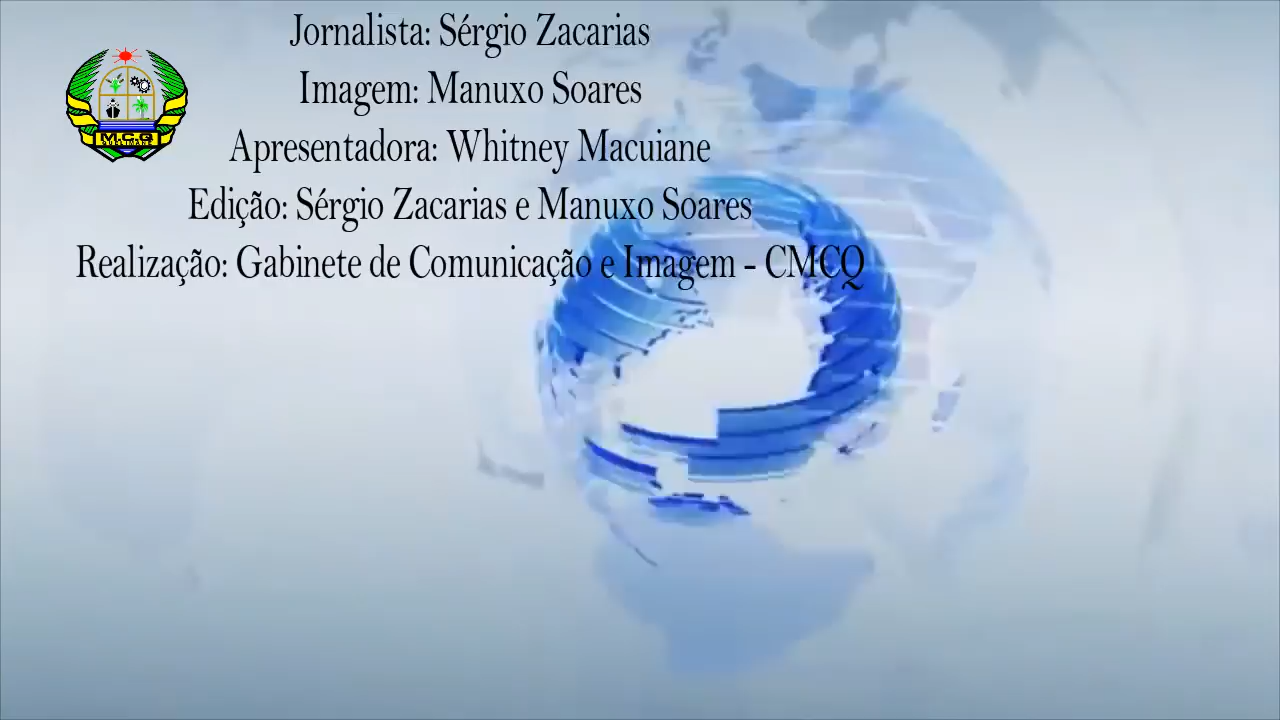 Jornalista: Sérgio Zacarias
Imagem: Manuxo Soares
Apresentadora: Whitney Macuiane
Edição: Sérgio Zacarias e Manuxo Soares
Realização: Gabinete de Comunicação e Imagem - CMCQ
M.C.Q